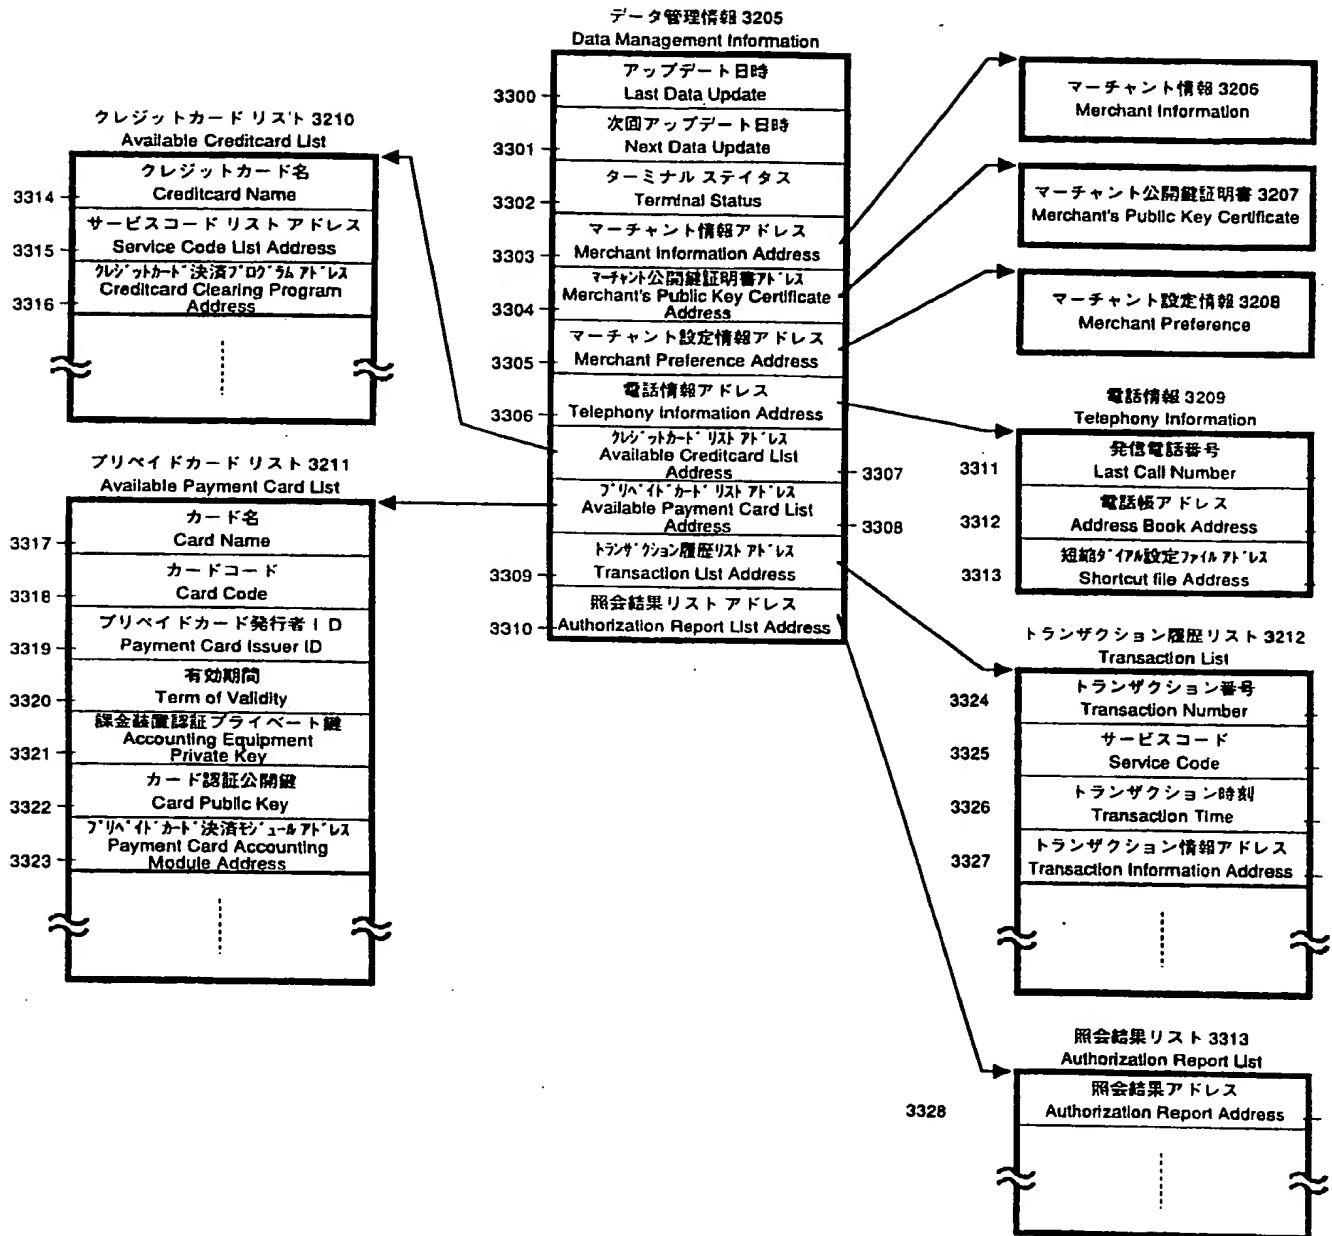 データ管理情報 3205
Data Management Information
3300
アップデート日時
Last Data Update
3301
次回アップデート日時
Next Data Update
3302
ターミナル ステイタス
Terminal Status
3303
マーチャント情報アドレス
Merchant Information Address
3304
マーチャント公開鍵証明書アドレス
Merchant's Public Key Certificate
Address
3305
マーチャント設定情報アドレス
Merchant Preference Address
3306
電話情報アドレス
Telephony Information Address
クレジットカード リスト アドレス
Available Creditcard List
Address
3307
プリペイドカード リスト アドレス
Available Payment Card List
Address
3308
3309
トランザクション履歴リスト アドレス
Transaction List Address
3310
照会結果リスト アドレス
Authorization Report List Address
クレジットカード リスト 3210
Available Creditcard List
3314
クレジットカード名
Creditcard Name
3315
サービスコード リスト アドレス
Service Code List Address
3316
クレジットカード決済プログラム アドレス
Creditcard Clearing Program
Address
プリペイドカード リスト 3211
Available Payment Card List
3317
カード名
Card Name
3318
カードコード
Card Code
3319
プリペイドカード発行者 I D
Payment Card Issuer ID
3320
有効期間
Term of Validity
3321
課金装置認証プライベート鍵
Accounting Equipment
Private Key
3322
カード認証公開鍵
Card Public Key
3323
プリペイドカード決済モジュール アドレス
Payment Card Accounting
Module Address
マーチャント情報 3206
Merchant Information
マーチャント公開鍵証明書 3207
Merchant's Public Key Certificate
マーチャント設定情報 3208
Merchant Preference
電話情報 3209
Telephony Information
3311
発信電話番号
Last Call Number
3312
電話帳アドレス
Address Book Address
3313
短縮ダイアル設定ファイル アドレス
Shortcut file Address
トランザクション履歴リスト 3212
Transaction List
3324
トランザクション番号
Transaction Number
3325
サービスコード
Service Code
3326
トランザクション時刻
Transaction Time
3327
トランザクション情報アドレス
Transaction Information Address
照会結果リスト 3313
Authorization Report List
3328
照会結果アドレス
Authorization Report Address